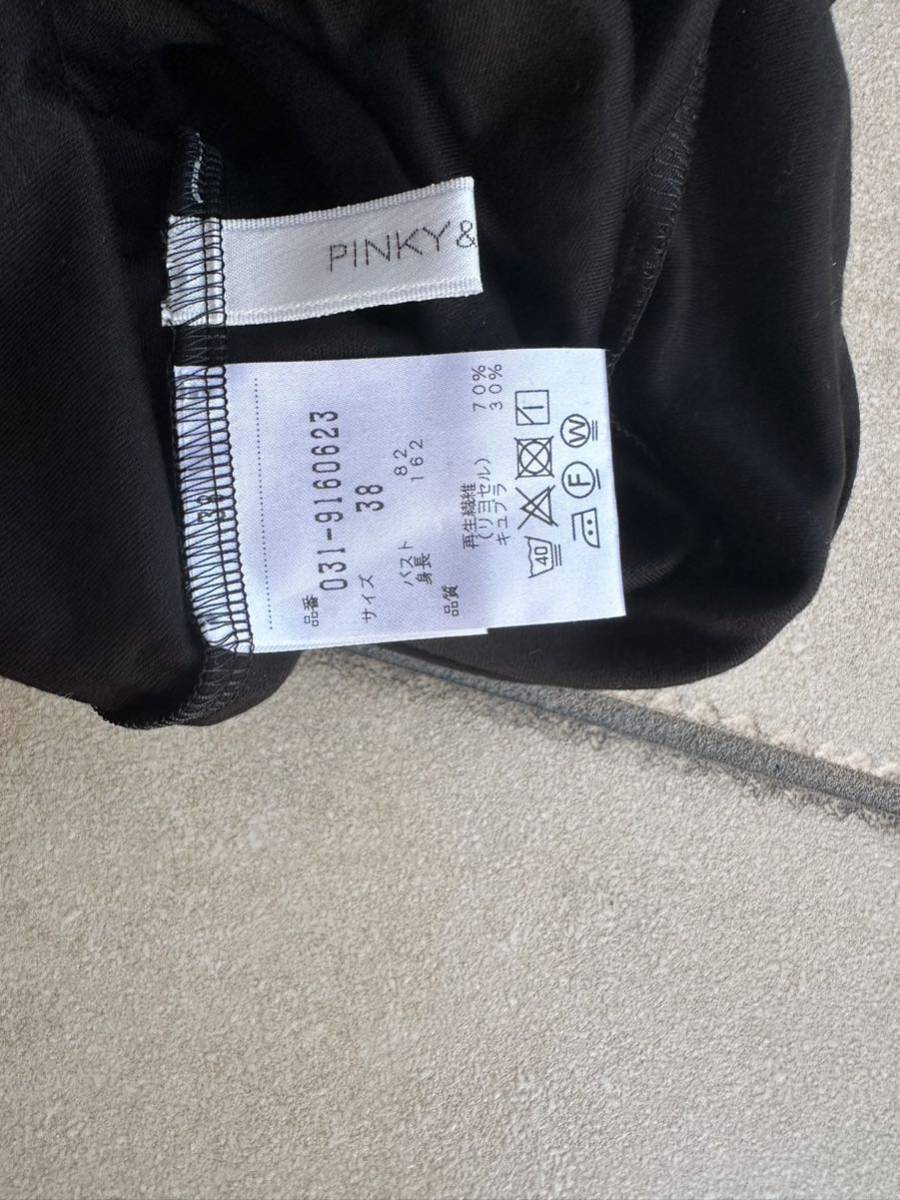 PINKY&
品番
031-9160623
サイズ 38
バスト 82
身長 162
品質
再生繊維
(リヨセル) 70%
キュプラ 30%
40
F W